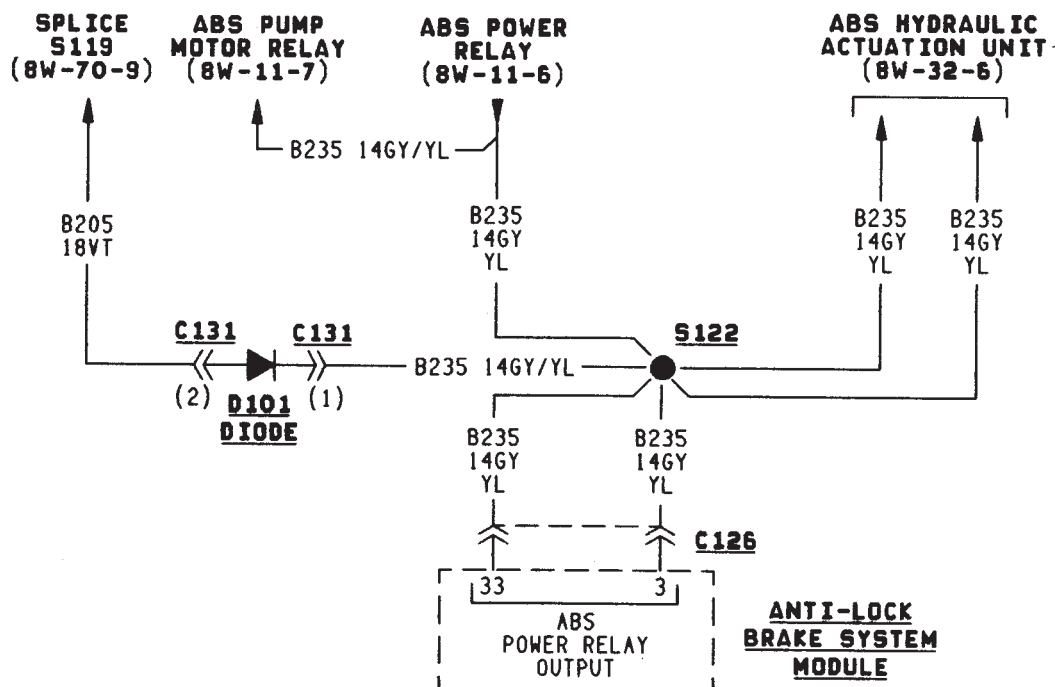 SPLICE
S119
(8W-70-9)
ABS PUMP
MOTOR RELAY
(8W-11-7)
ABS POWER
RELAY
(8W-11-6)
ABS HYDRAULIC
ACTUATION UNIT
(8W-32-6)
B235 14GY/YL
B205
18VT
B235
14GY
YL
B235
14GY
YL
B235
14GY
YL
C131
C131
S122
B235 14GY/YL
(2)
(1)
D101
DIODE
B235
14GY
YL
B235
14GY
YL
C126
33
3
ABS
POWER RELAY
OUTPUT
ANTI-LOCK
BRAKE SYSTEM
MODULE